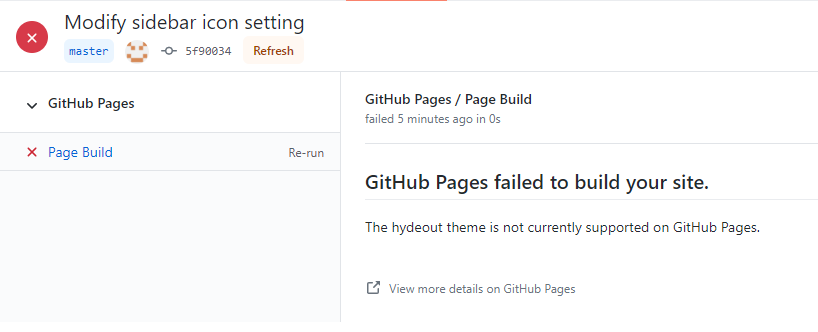 Modify sidebar icon setting
master 5f90034 Refresh
GitHub Pages
Page Build Re-run
GitHub Pages / Page Build
failed 5 minutes ago in 0s
GitHub Pages failed to build your site.
The hydeout theme is not currently supported on GitHub Pages.
View more details on GitHub Pages